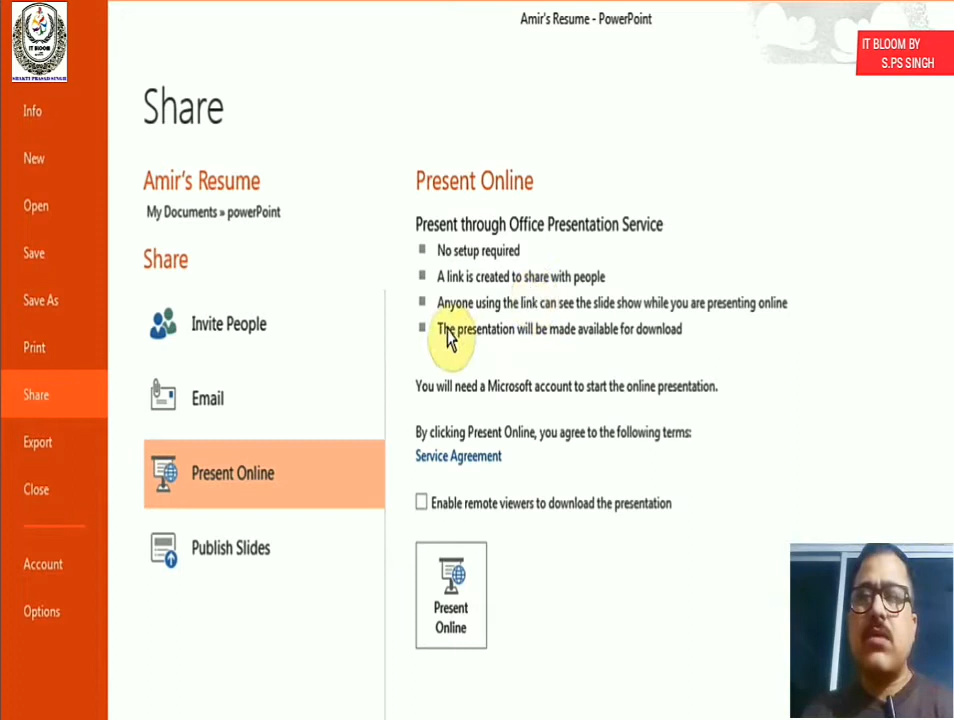 Amir's Resume - PowerPoint
IT BLOOM
SHAKTI PRASAD SINGH
IT BLOOM BY
S.PS SINGH
Info
New
Open
Save
Save As
Print
Share
Export
Close
Account
Options
Share
Amir's Resume
My Documents » powerPoint
Share
Invite People
Email
Present Online
Publish Slides
Present Online
Present through Office Presentation Service
No setup required
A link is created to share with people
Anyone using the link can see the slide show while you are presenting online
The presentation will be made available for download
You will need a Microsoft account to start the online presentation.
By clicking Present Online, you agree to the following terms:
Service Agreement
Enable remote viewers to download the presentation
Present
Online